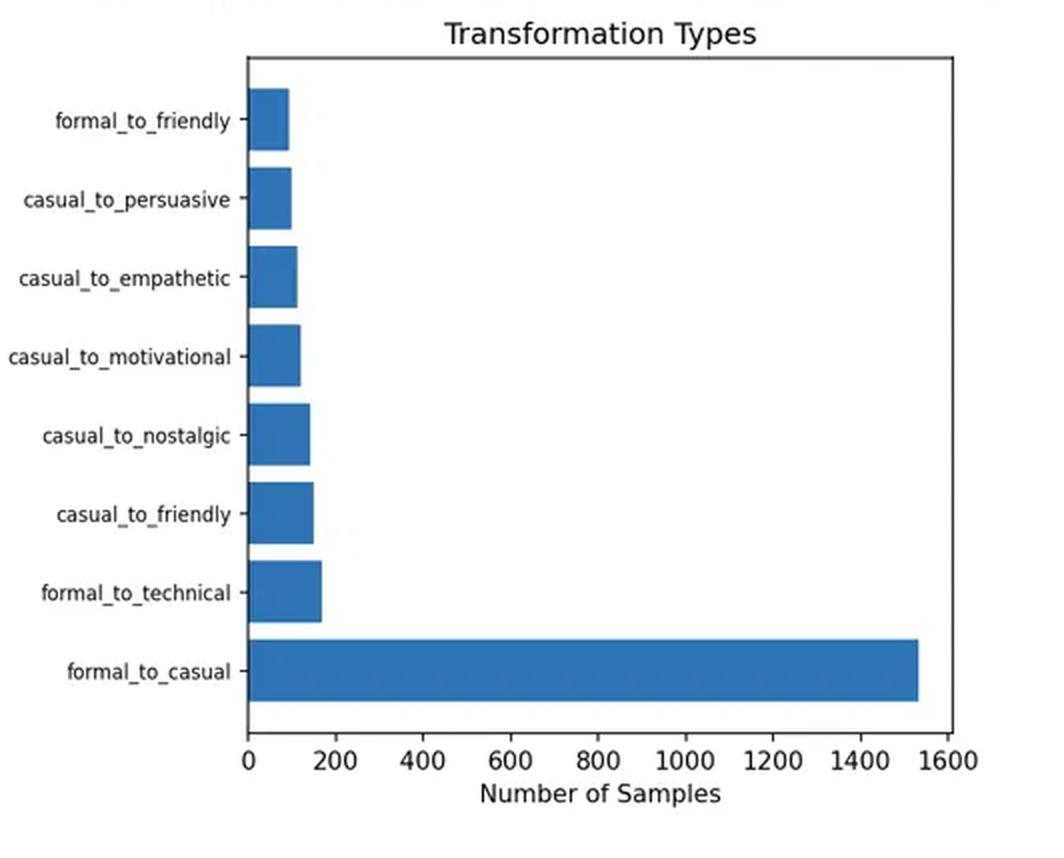 Transformation Types
formal_to_friendly
casual_to_persuasive
casual_to_empathetic
casual_to_motivational
casual_to_nostalgic
casual_to_friendly
formal_to_technical
formal_to_casual
0 200 400 600 800 1000 1200 1400 1600
Number of Samples